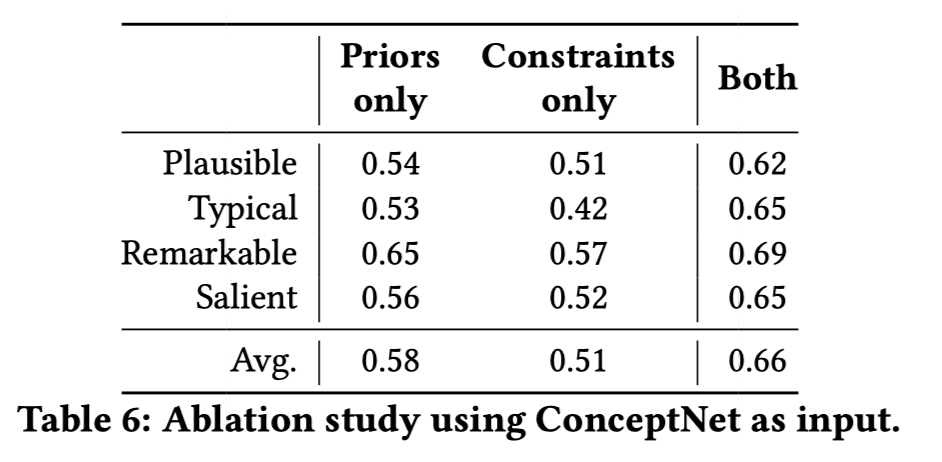 Priors only Constraints only Both
Plausible 0.54 0.51 0.62
Typical 0.53 0.42 0.65
Remarkable 0.65 0.57 0.69
Salient 0.56 0.52 0.65
Avg. 0.58 0.51 0.66
Table 6: Ablation study using ConceptNet as input.